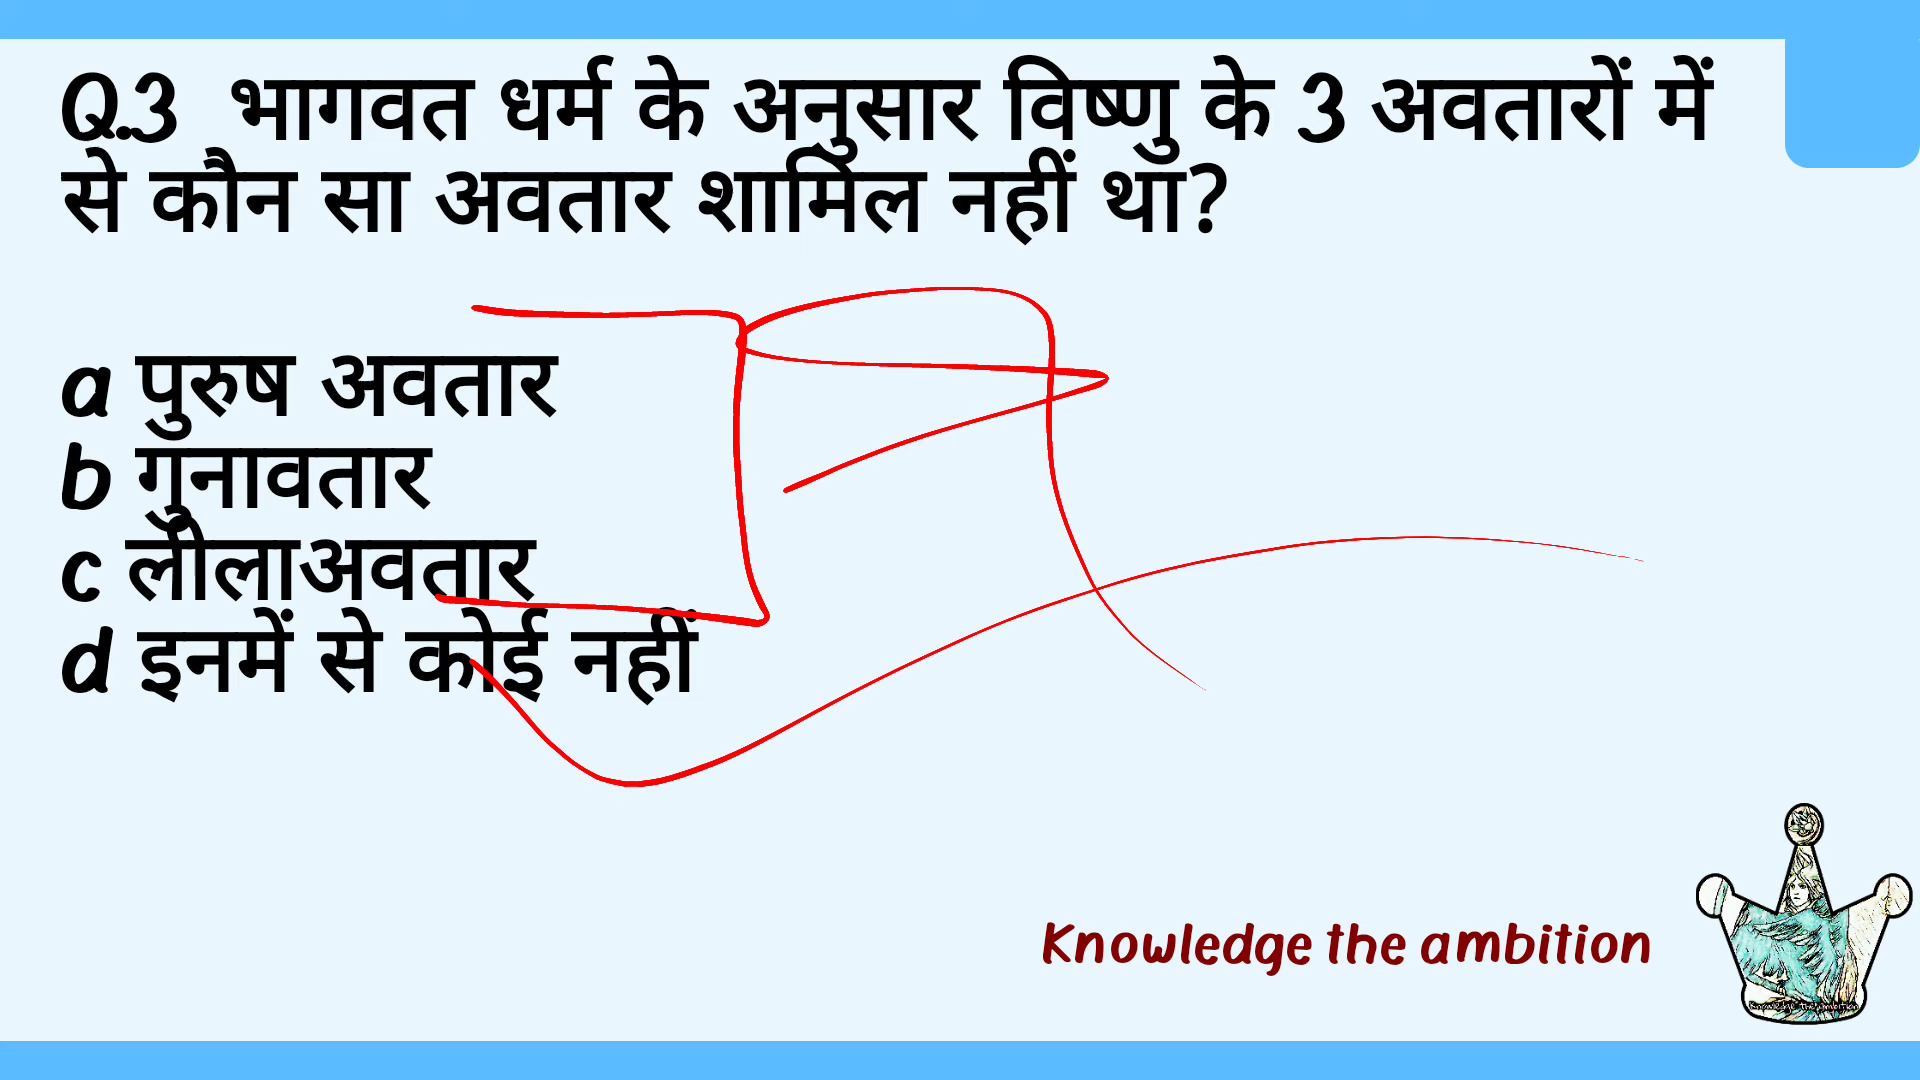 Q.3 भागवत धर्म के अनुसार विष्णु के 3 अवतारों में
से कौन सा अवतार शामिल नहीं था?
a पुरुष अवतार
b गुनावतार
c लीलाअवतार
d इनमें से कोई नहीं
Knowledge the ambition